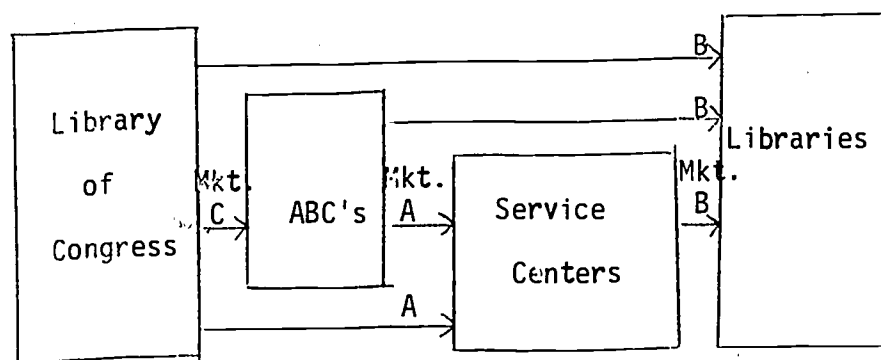 B
Library
of
Congress
Mkt.
C
ABC's
Mkt.
A
B
Service
Centers
Mkt.
B
Libraries
A